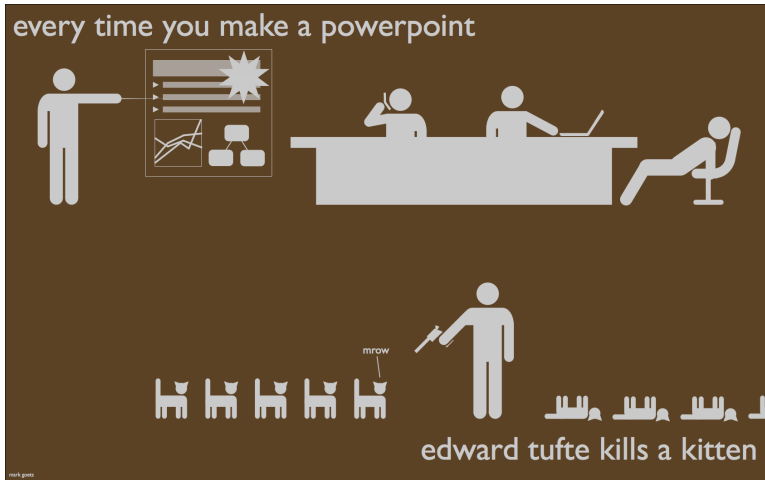 every time you make a powerpoint
mrow
edward tufte kills a kitten
mark goetz